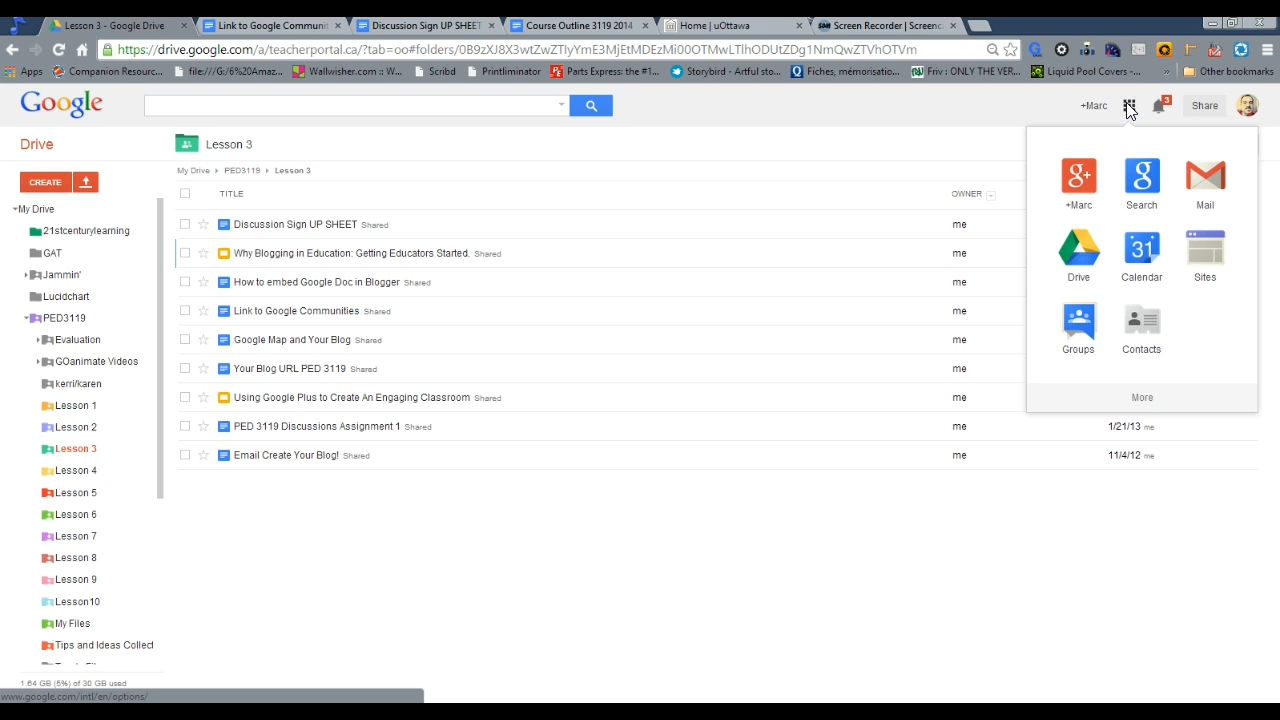 Lesson 3 - Google Drive × Link to Google Communit × Discussion Sign UP SHEET × Course Outline 3119 2014 × Home | uOttawa × Screen Recorder | Screenc ×
https://drive.google.com/a/teacherportal.ca/?tab=oo#folders/0B9zXJ8X3wtZwZTIyYmE3MjEtMDEzMi00OTMwLTlhODUtZDg1NmQwZTVhOTVm
Apps Companion Resourc... file:///G:/6%20Amaz... Wallwisher.com :: W... Scribd Printliminator Parts Express: the #1... Storybird - Artful sto... Fiches, mémorisatio... Friv : ONLY THE VER... Liquid Pool Covers -... » Other bookmarks
Google +Marc 3 Share
Drive Lesson 3
My Drive PED3119 Lesson 3
CREATE
TITLE OWNER
My Drive
21stcenturylearning
GAT
Jammin'
Lucidchart
PED3119
Evaluation
GOanimate Videos
kerri/karen
Lesson 1
Lesson 2
Lesson 3
Lesson 4
Lesson 5
Lesson 6
Lesson 7
Lesson 8
Lesson 9
Lesson10
My Files
Tips and Ideas Collect
1.64 GB (5%) of 30 GB used
Discussion Sign UP SHEET Shared me
Why Blogging in Education: Getting Educators Started. Shared me
How to embed Google Doc in Blogger Shared me
Link to Google Communities Shared me
Google Map and Your Blog Shared me
Your Blog URL PED 3119 Shared me
Using Google Plus to Create An Engaging Classroom Shared me
PED 3119 Discussions Assignment 1 Shared me 1/21/13 me
Email Create Your Blog! Shared me 11/4/12 me
g+ g
+Marc Search Mail
31
Drive Calendar Sites
Groups Contacts
More
www.google.com/intl/en/options/